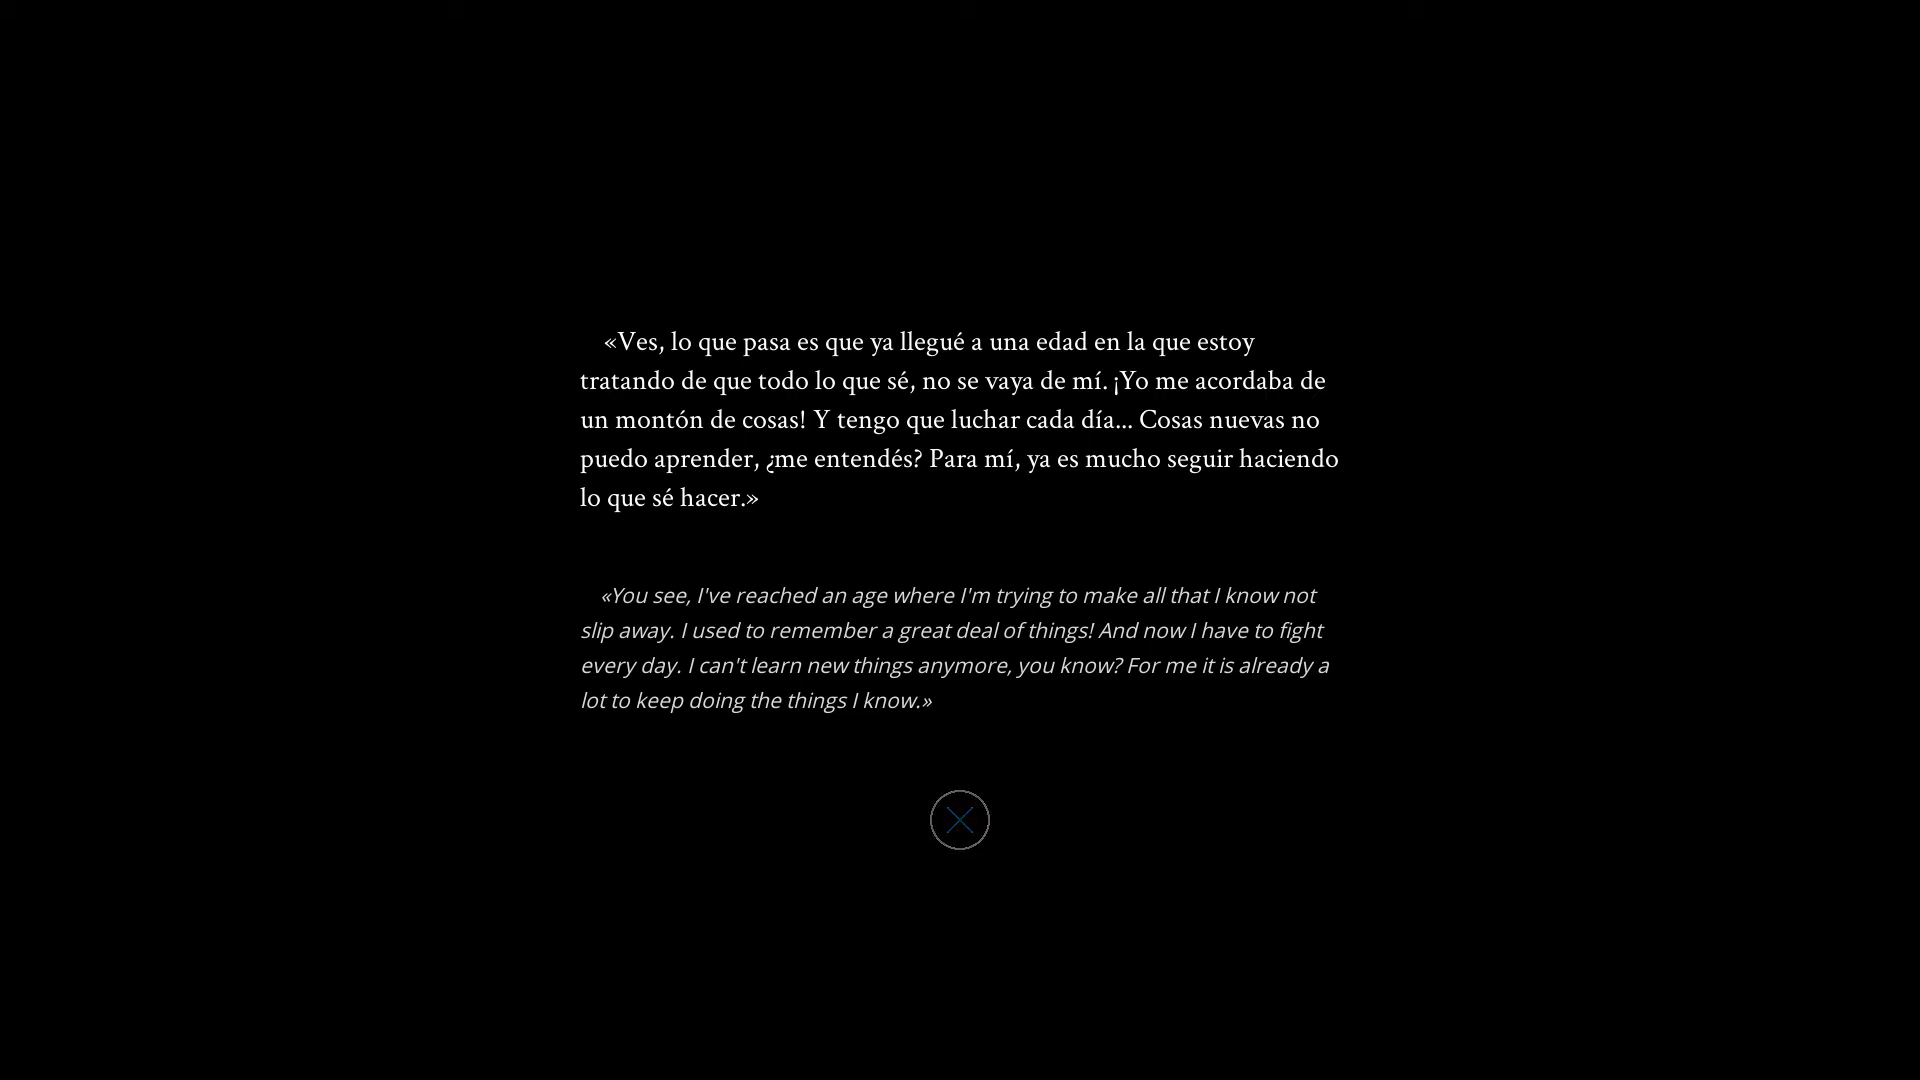 «Ves, lo que pasa es que ya llegué a una edad en la que estoy
tratando de que todo lo que sé, no se vaya de mí. ¡Yo me acordaba de
un montón de cosas! Y tengo que luchar cada día... Cosas nuevas no
puedo aprender, ¿me entendés? Para mí, ya es mucho seguir haciendo
lo que sé hacer.»
«You see, I've reached an age where I'm trying to make all that I know not
slip away. I used to remember a great deal of things! And now I have to fight
every day. I can't learn new things anymore, you know? For me it is already a
lot to keep doing the things I know.»